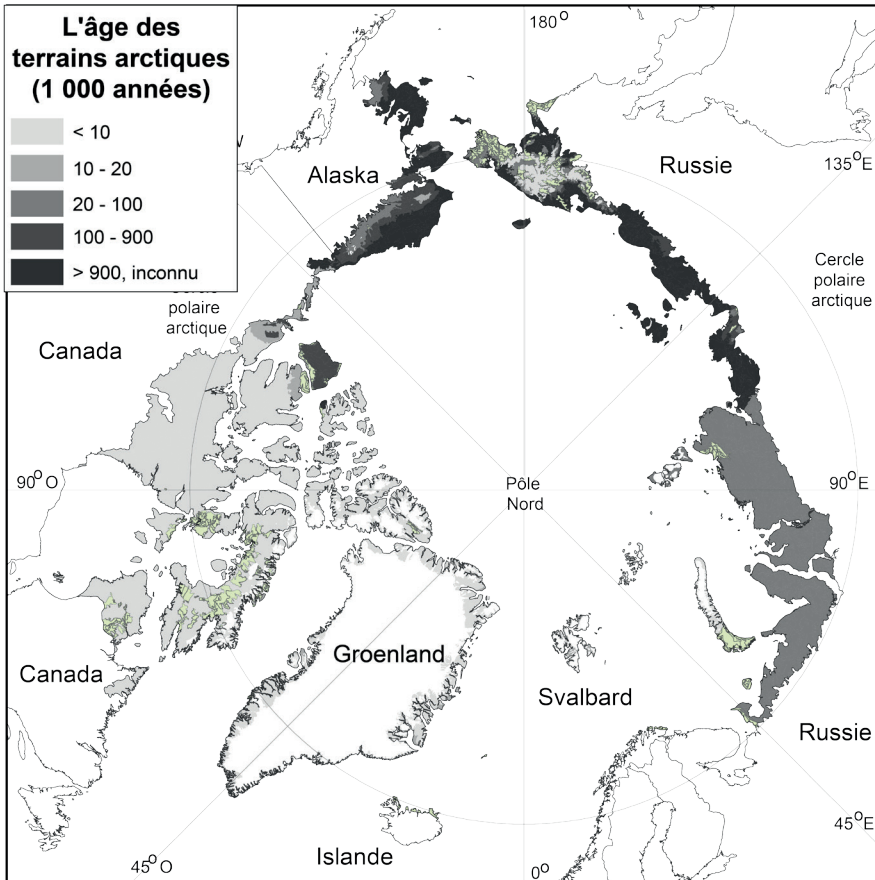 L'âge des
terrains arctiques
(1 000 années)
< 10
10 - 20
20 - 100
100 - 900
> 900, inconnu
180°
Alaska
Russie
135°E
Cercle
polaire
arctique
polaire
arctique
Canada
90°O
Pôle
Nord
90°E
Groenland
Canada
Svalbard
Russie
45°E
Islande
45°O
0°